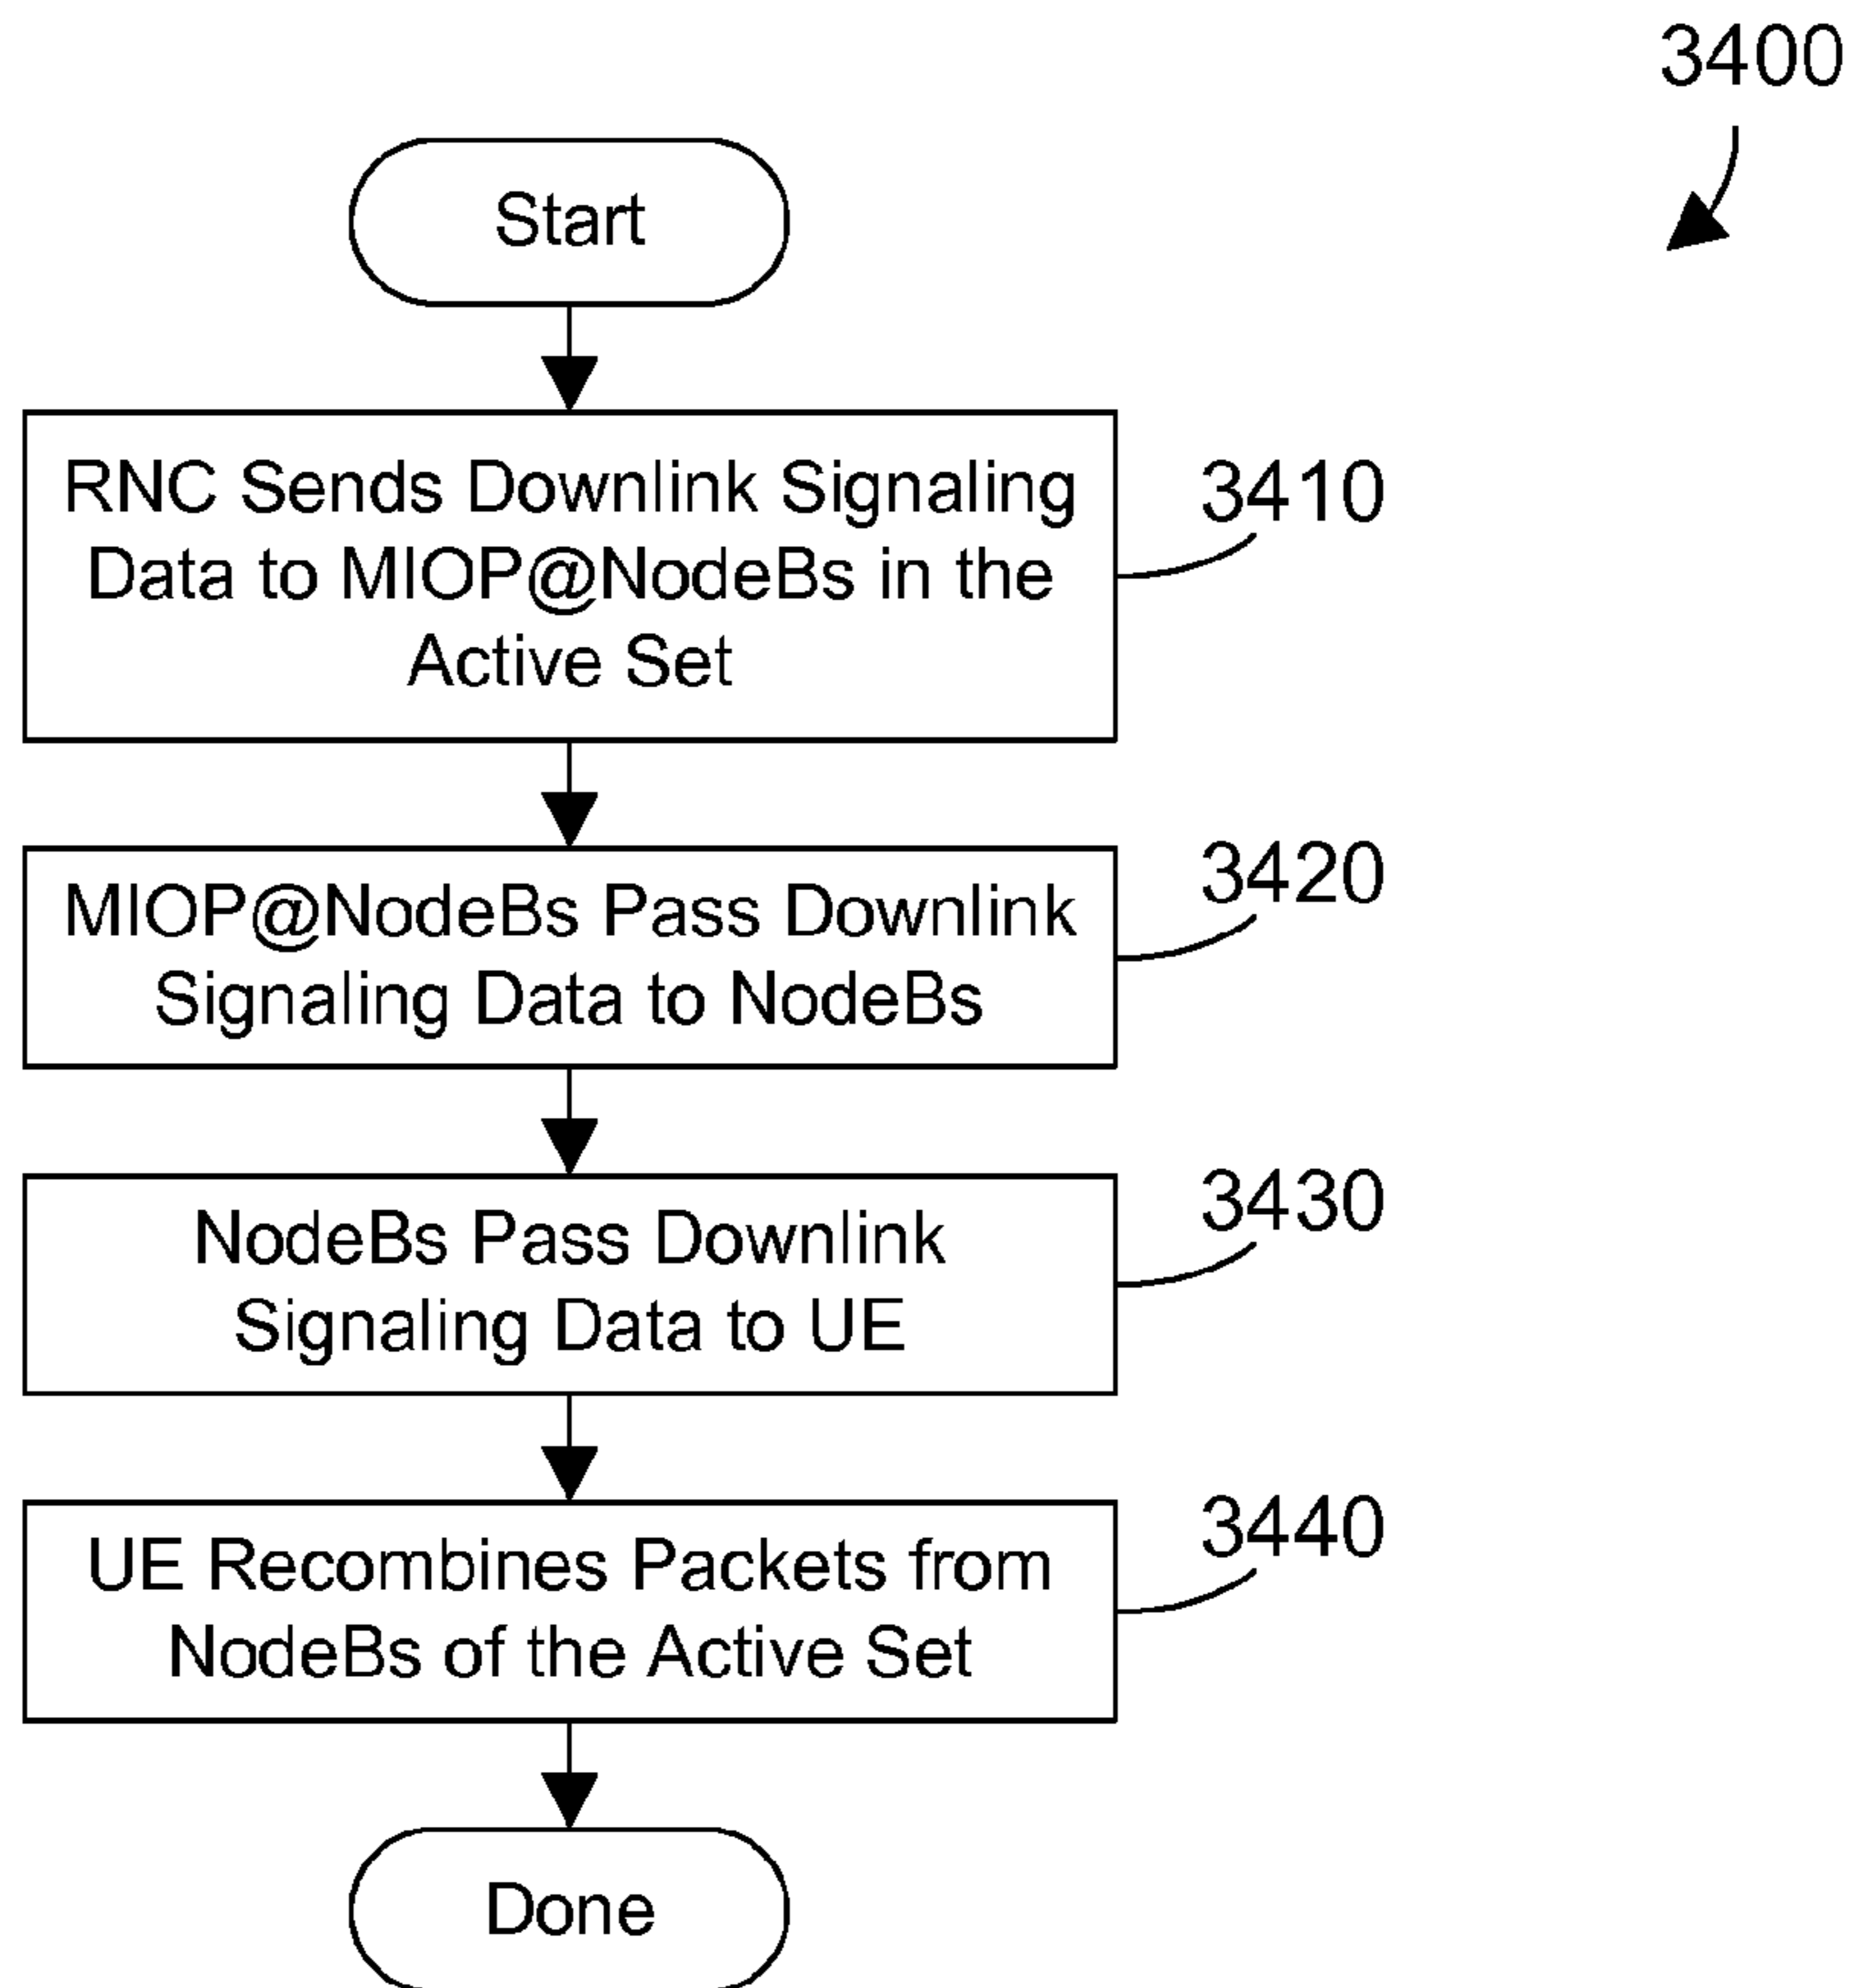 3400
Start
RNC Sends Downlink Signaling
Data to MIOP@NodeBs in the
Active Set
3410
MIOP@NodeBs Pass Downlink
Signaling Data to NodeBs
3420
NodeBs Pass Downlink
Signaling Data to UE
3430
UE Recombines Packets from
NodeBs of the Active Set
3440
Done